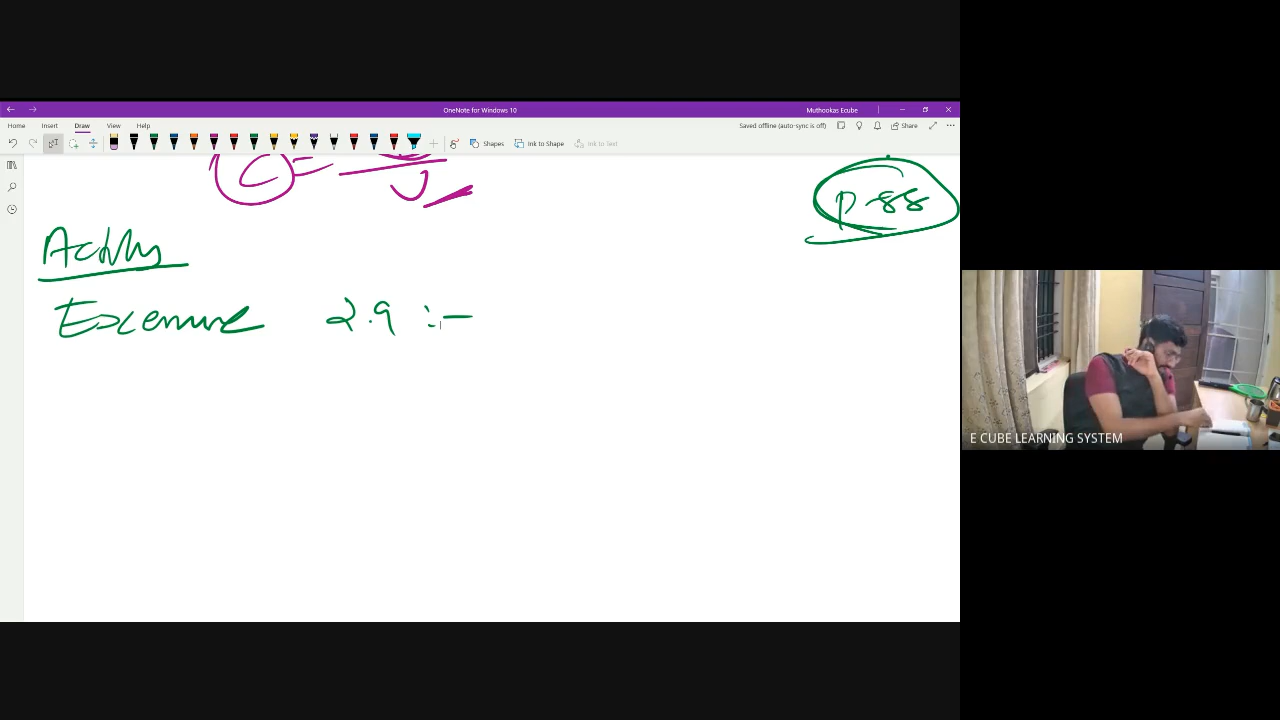 OneNote for Windows 10
Muthookas Ecube
Home Insert Draw View Help
Saved offline (auto-sync is off)
Share
Shapes
Ink to Shape
Ink to Text
C =
P-88
Activity
2.9 :-
E CUBE LEARNING SYSTEM